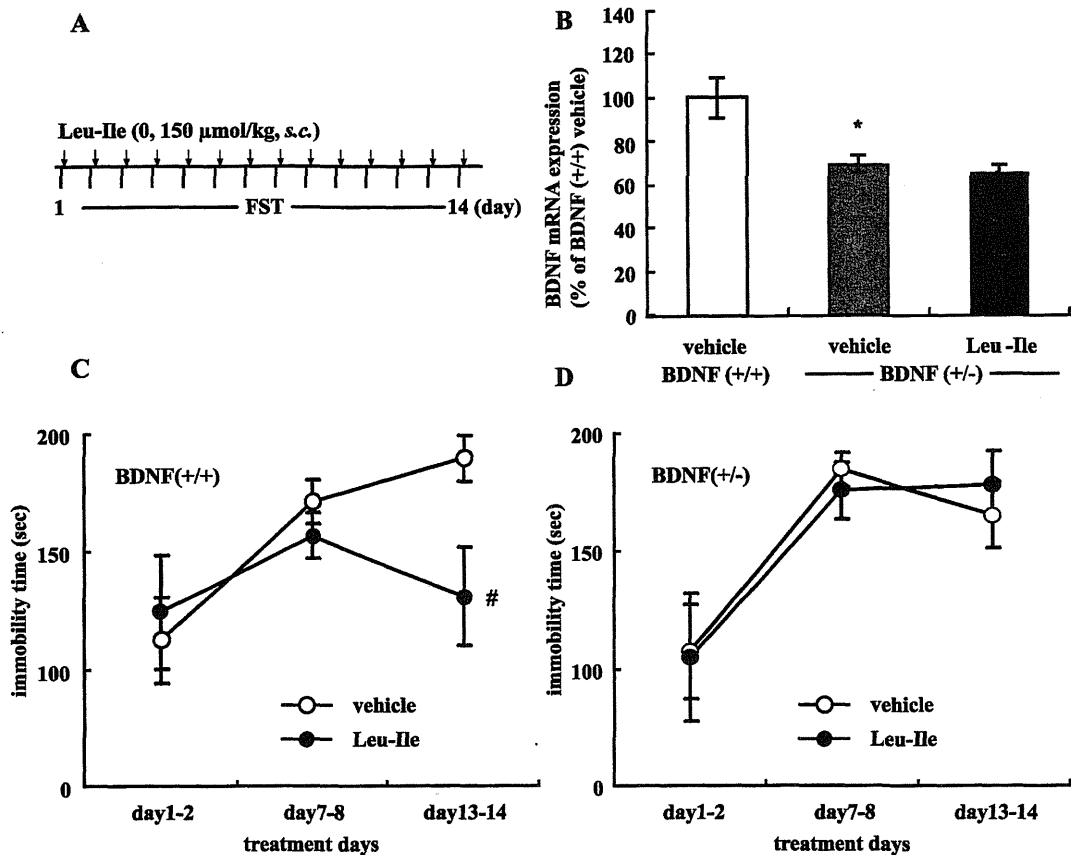 A
Leu-Ile (0, 150 μmol/kg, s.c.)
1 FST 14 (day)
B
BDNF mRNA expression
(% of BDNF (+/+) vehicle)
140
120
100
80
60
40
20
0
*
vehicle vehicle Leu -Ile
BDNF (+/+) BDNF (+/-)
C
immobility time (sec)
200
150
100
0
BDNF(+/+)
#
vehicle
Leu-Ile
day1-2 day7-8 day13-14
treatment days
D
immobility time (sec)
200
150
100
0
BDNF(+/-)
vehicle
Leu-Ile
day1-2 day7-8 day13-14
treatment days